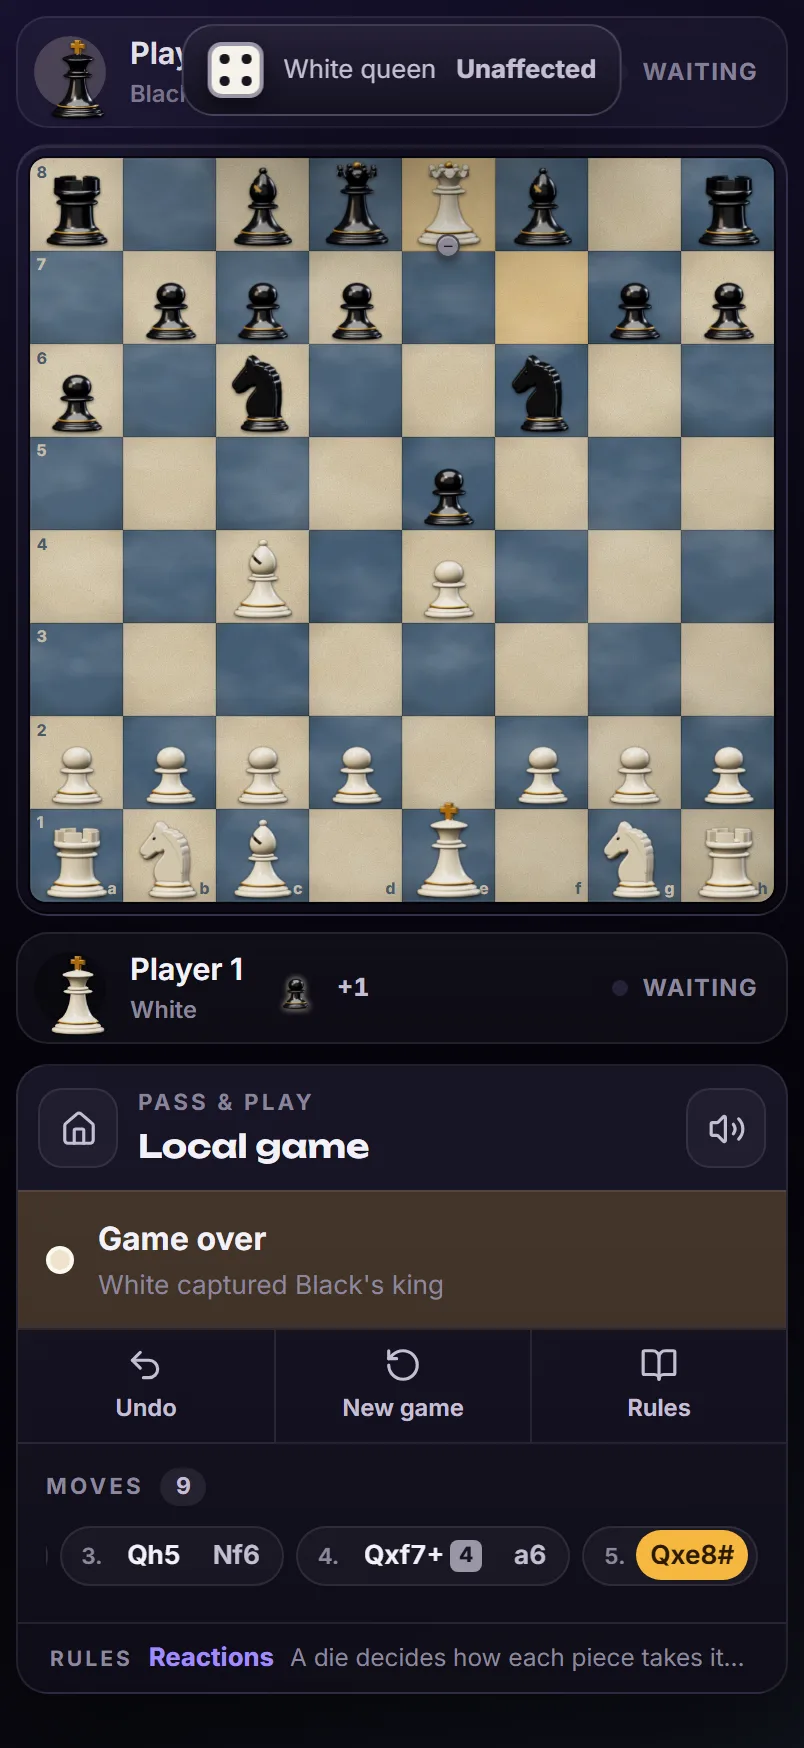 Play
Black
White queen Unaffected
WAITING
8
7
6
5
4
3
2
1
a b c d e f g h
Player 1
White
+1
WAITING
PASS & PLAY
Local game
Game over
White captured Black's king
Undo
New game
Rules
MOVES 9
3. Qh5 Nf6 4. Qxf7+ 4 a6 5. Qxe8#
RULES Reactions A die decides how each piece takes it...